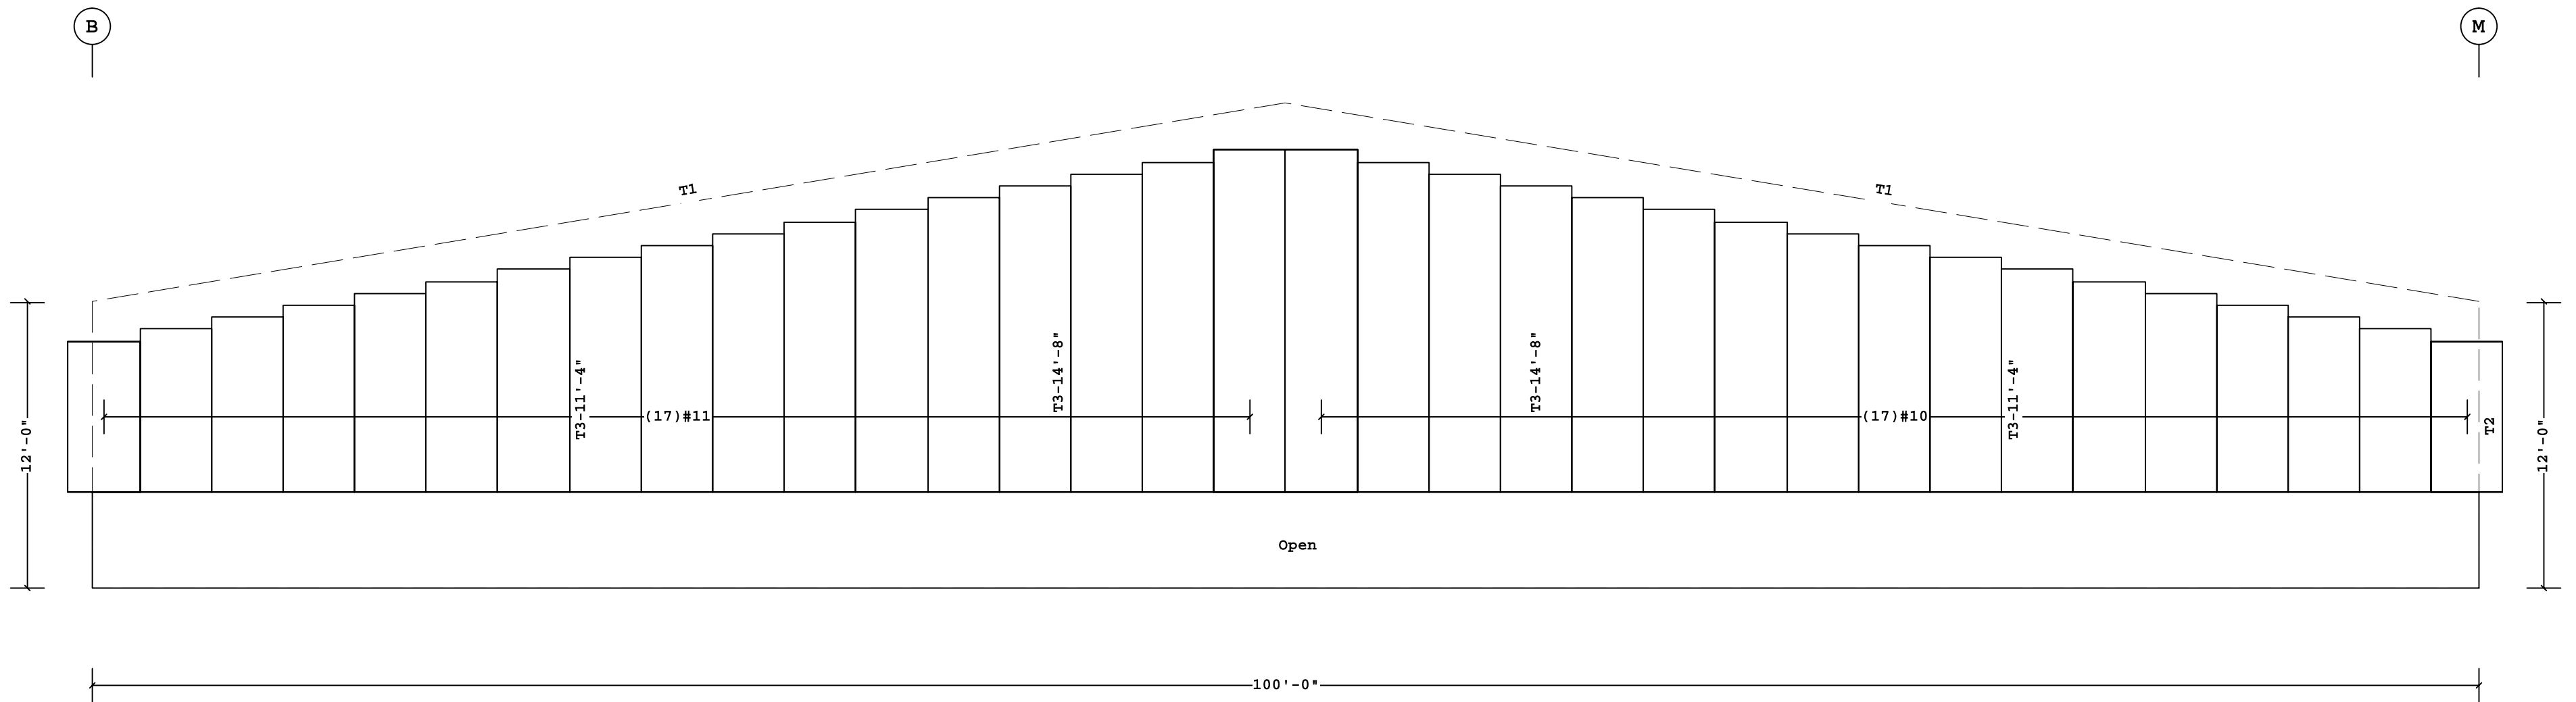 B
M
T1
T1
T3-11'-4"
T3-14'-8"
T3-14'-8"
T3-11'-4"
(17)#11
(17)#10
T2
12'-0"
12'-0"
Open
100'-0"